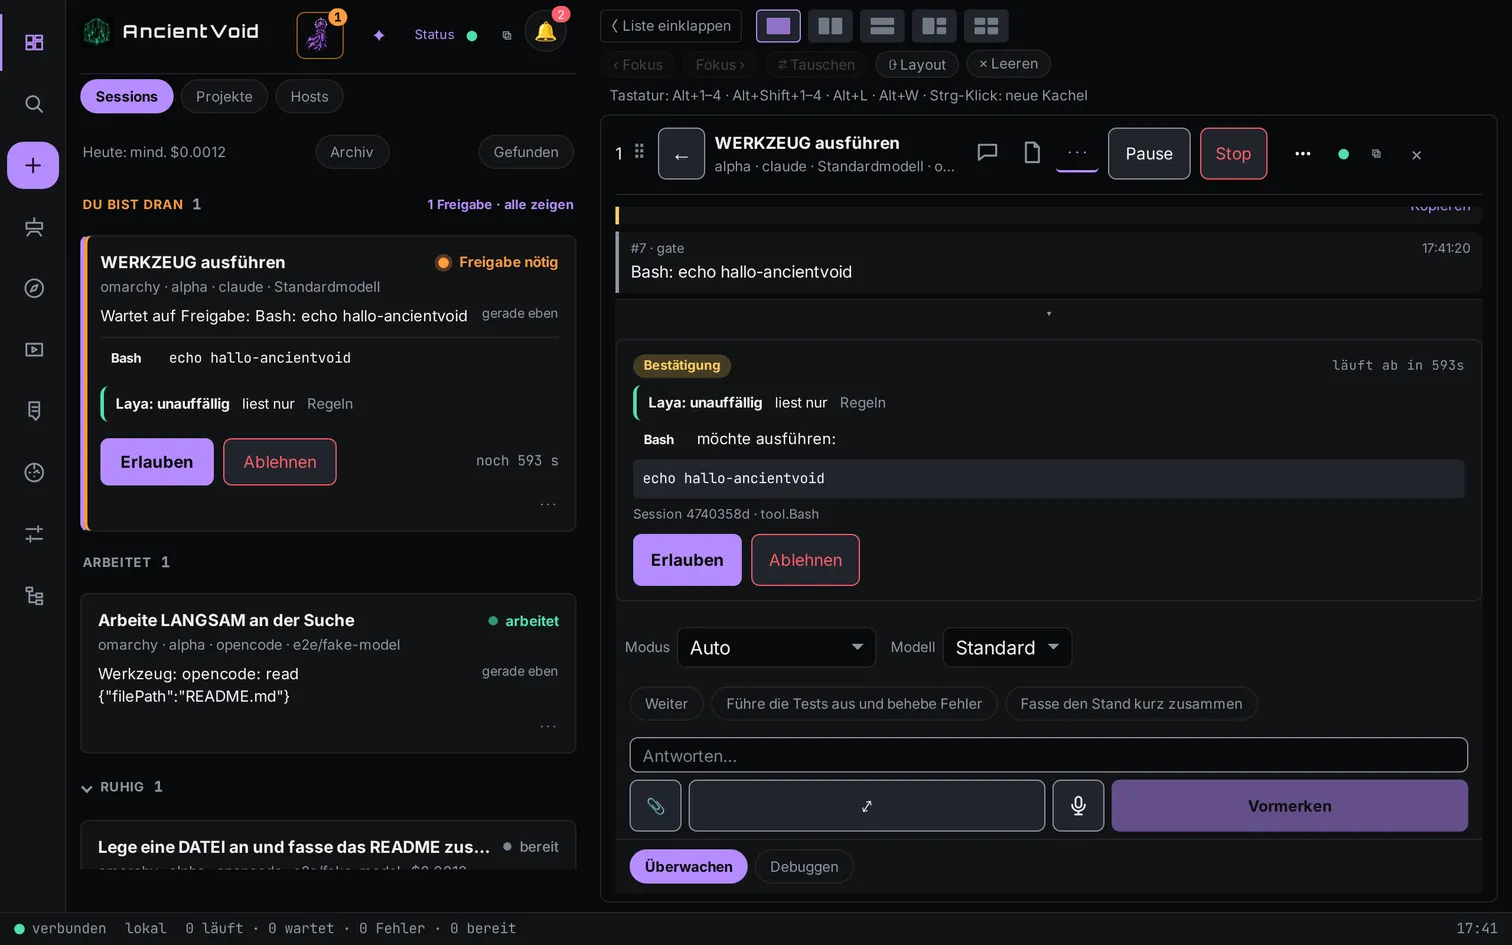 AncientVoid
1
Status
2
Sessions
Projekte
Hosts
Heute: mind. $0.0012
Archiv
Gefunden
DU BIST DRAN 1
1 Freigabe · alle zeigen
WERKZEUG ausführen
Freigabe nötig
omarchy · alpha · claude · Standardmodell
Wartet auf Freigabe: Bash: echo hallo-ancientvoid
gerade eben
Bash echo hallo-ancientvoid
Laya: unauffällig liest nur Regeln
Erlauben
Ablehnen
noch 593 s
...
ARBEITET 1
Arbeite LANGSAM an der Suche
arbeitet
omarchy · alpha · opencode · e2e/fake-model
Werkzeug: opencode: read
gerade eben
{"filePath":"README.md"}
...
RUHIG 1
Lege eine DATEI an und fasse das README zus...
bereit
omarchy · alpha · opencode · e2e/fake-model · $0.0012
Liste einklappen
‹ Fokus
Fokus ›
⇄ Tauschen
Layout
× Leeren
Tastatur: Alt+1–4 · Alt+Shift+1–4 · Alt+L · Alt+W · Strg-Klick: neue Kachel
1
←
WERKZEUG ausführen
alpha · claude · Standardmodell · o...
...
Pause
Stop
•••
×
Kopieren
#7 · gate
17:41:20
Bash: echo hallo-ancientvoid
Bestätigung
läuft ab in 593s
Laya: unauffällig liest nur Regeln
Bash möchte ausführen:
echo hallo-ancientvoid
Session 4740358d · tool.Bash
Erlauben
Ablehnen
Modus
Auto
Modell
Standard
Weiter
Führe die Tests aus und behebe Fehler
Fasse den Stand kurz zusammen
Antworten...
Vormerken
Überwachen
Debuggen
verbunden lokal 0 läuft · 0 wartet · 0 Fehler · 0 bereit
17:41